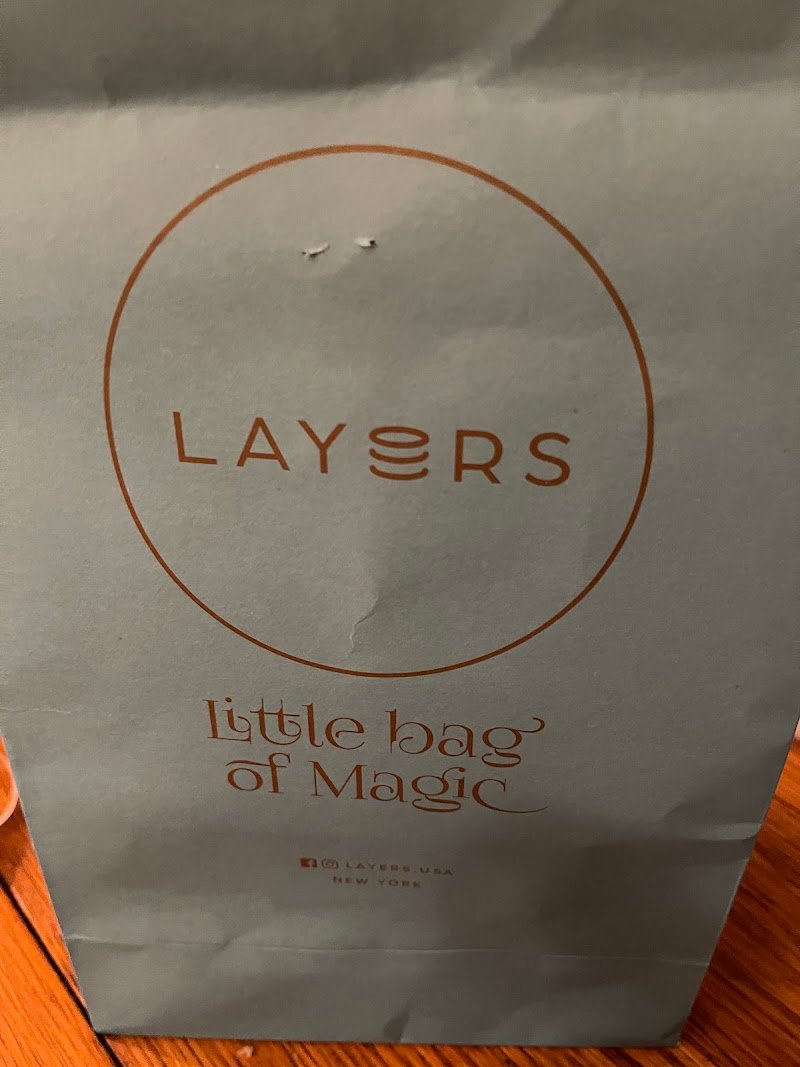 LAYERS
Little bag
of Magic
LAYERS.USA
NEW YORK